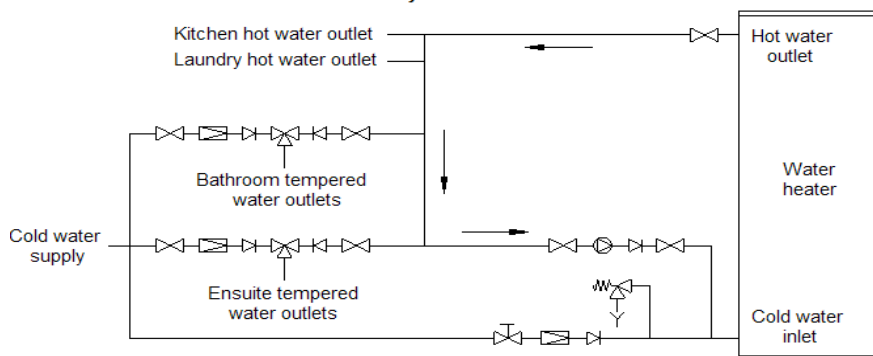 Kitchen hot water outlet
Laundry hot water outlet
Hot water
outlet
Bathroom tempered
water outlets
Water
heater
Cold water
supply
Ensuite tempered
water outlets
Cold water
inlet